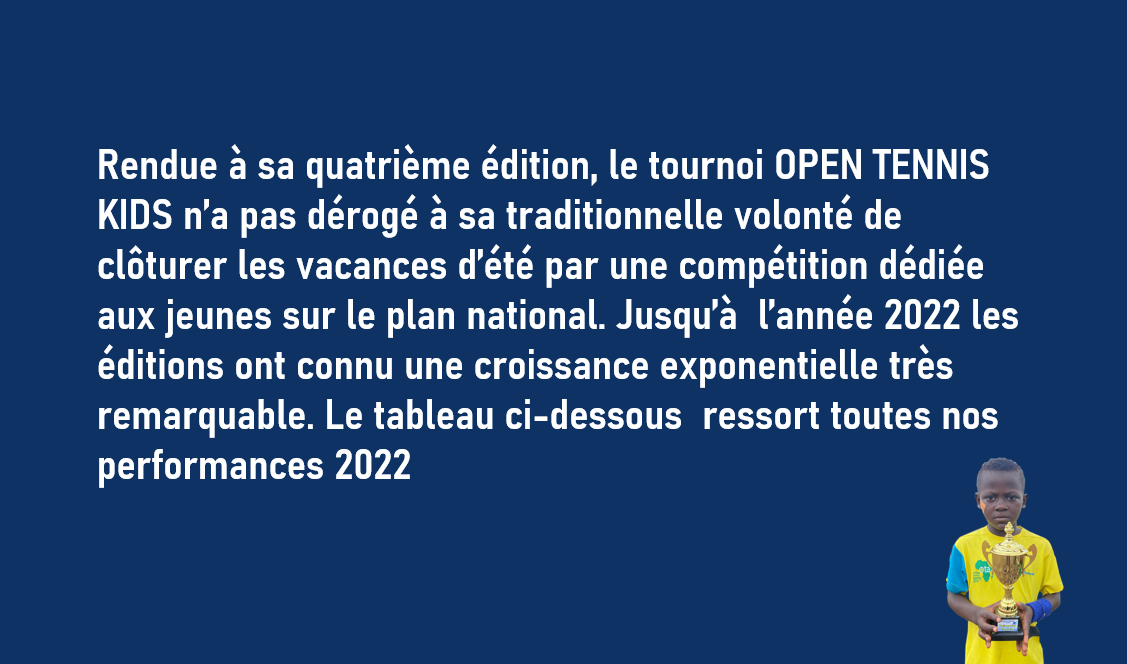 Rendue à sa quatrième édition, le tournoi OPEN TENNIS
KIDS n’a pas dérogé à sa traditionnelle volonté de
clôturer les vacances d’été par une compétition dédiée
aux jeunes sur le plan national. Jusqu’à  l’année 2022 les
éditions ont connu une croissance exponentielle très
remarquable. Le tableau ci-dessous  ressort toutes nos
performances 2022